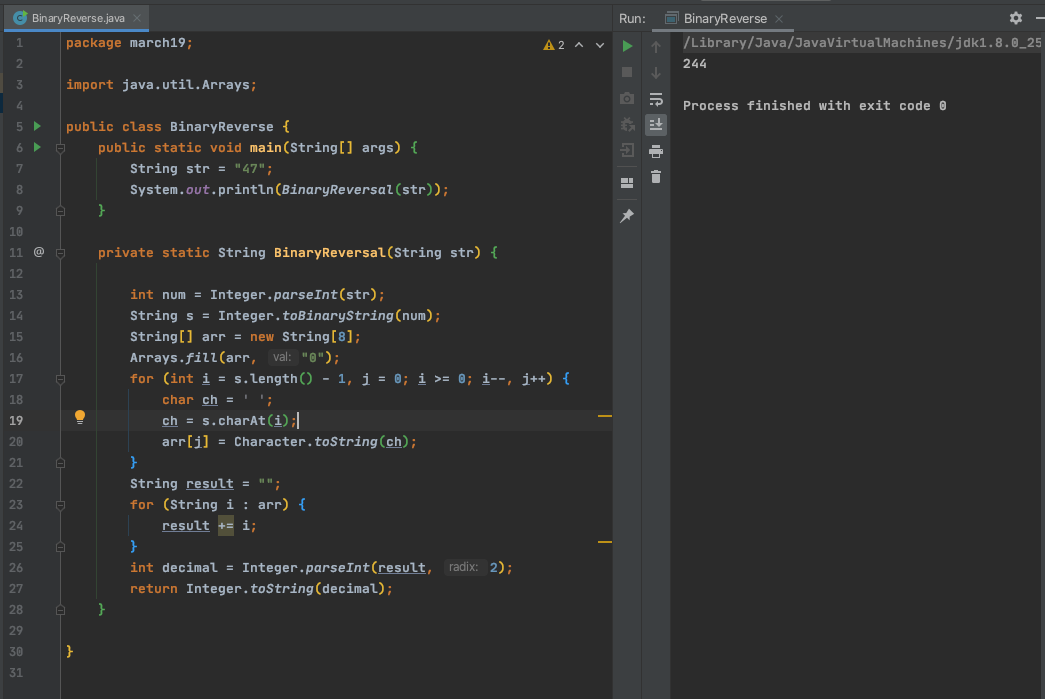 BinaryReverse.java
Run: BinaryReverse
2
1 package march19;
2
3 import java.util.Arrays;
4
5 public class BinaryReverse {
6 public static void main(String[] args) {
7 String str = "47";
8 System.out.println(BinaryReversal(str));
9 }
10
11 @ private static String BinaryReversal(String str) {
12
13 int num = Integer.parseInt(str);
14 String s = Integer.toBinaryString(num);
15 String[] arr = new String[8];
16 Arrays.fill(arr, val: "0");
17 for (int i = s.length() - 1, j = 0; i >= 0; i--, j++) {
18 char ch = ' ';
19 ch = s.charAt(i);
20 arr[j] = Character.toString(ch);
21 }
22 String result = "";
23 for (String i : arr) {
24 result += i;
25 }
26 int decimal = Integer.parseInt(result, radix: 2);
27 return Integer.toString(decimal);
28 }
29
30 }
31
/Library/Java/JavaVirtualMachines/jdk1.8.0_25
244
Process finished with exit code 0